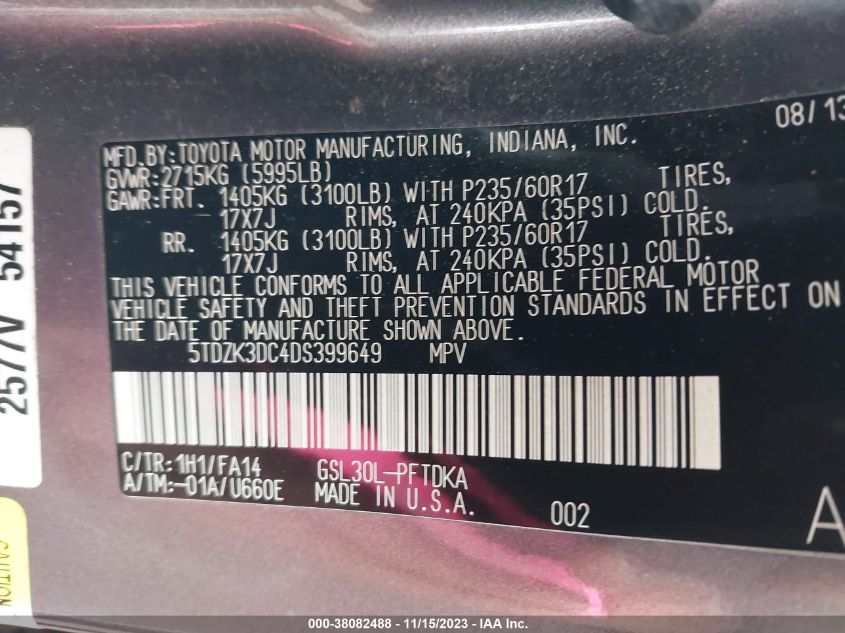 08/13
MFD.BY:TOYOTA MOTOR MANUFACTURING, INDIANA, INC.
GVWR:2715KG (5995LB)
GAWR:FRT. 1405KG (3100LB) WITH P235/60R17 TIRES,
17X7J RIMS, AT 240KPA (35PSI) COLD.
RR. 1405KG (3100LB) WITH P235/60R17 TIRES,
17X7J RIMS, AT 240KPA (35PSI) COLD.
THIS VEHICLE CONFORMS TO ALL APPLICABLE FEDERAL MOTOR
VEHICLE SAFETY AND THEFT PREVENTION STANDARDS IN EFFECT ON
THE DATE OF MANUFACTURE SHOWN ABOVE.
5TDZK3DC4DS399649 MPV
C/TR:1H1/FA14 GSL30L-PFTDKA
A/TM:-01A/U660E MADE IN U.S.A.
002
A
2577V 54157
CAUTION
000-38082488 - 11/15/2023 - IAA Inc.